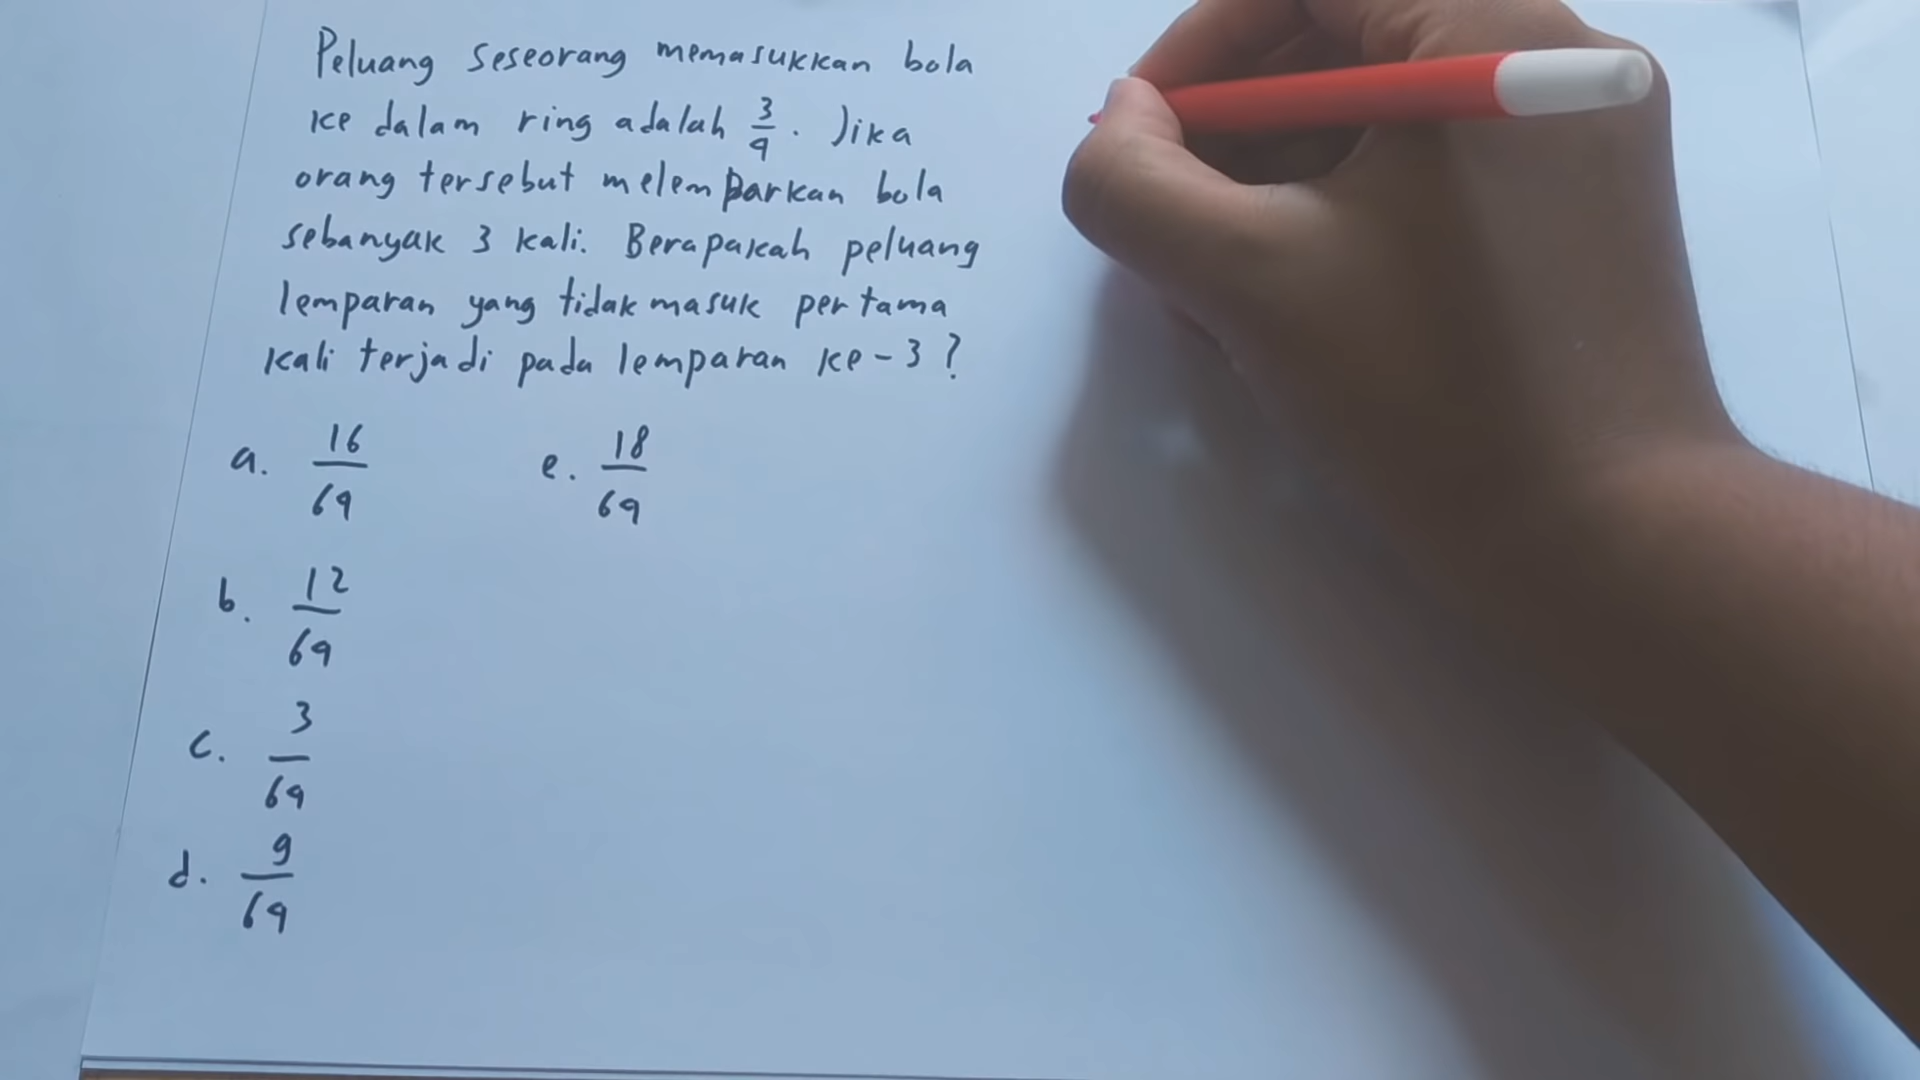 Peluang seseorang memasukkan bola
ke dalam ring adalah 3/4. Jika
orang tersebut melemparkan bola
sebanyak 3 kali. Berapakah peluang
lemparan yang tidak masuk pertama
kali terjadi pada lemparan ke-3?
a. 16/64
b. 12/64
c. 3/64
d. 9/64
e. 18/64